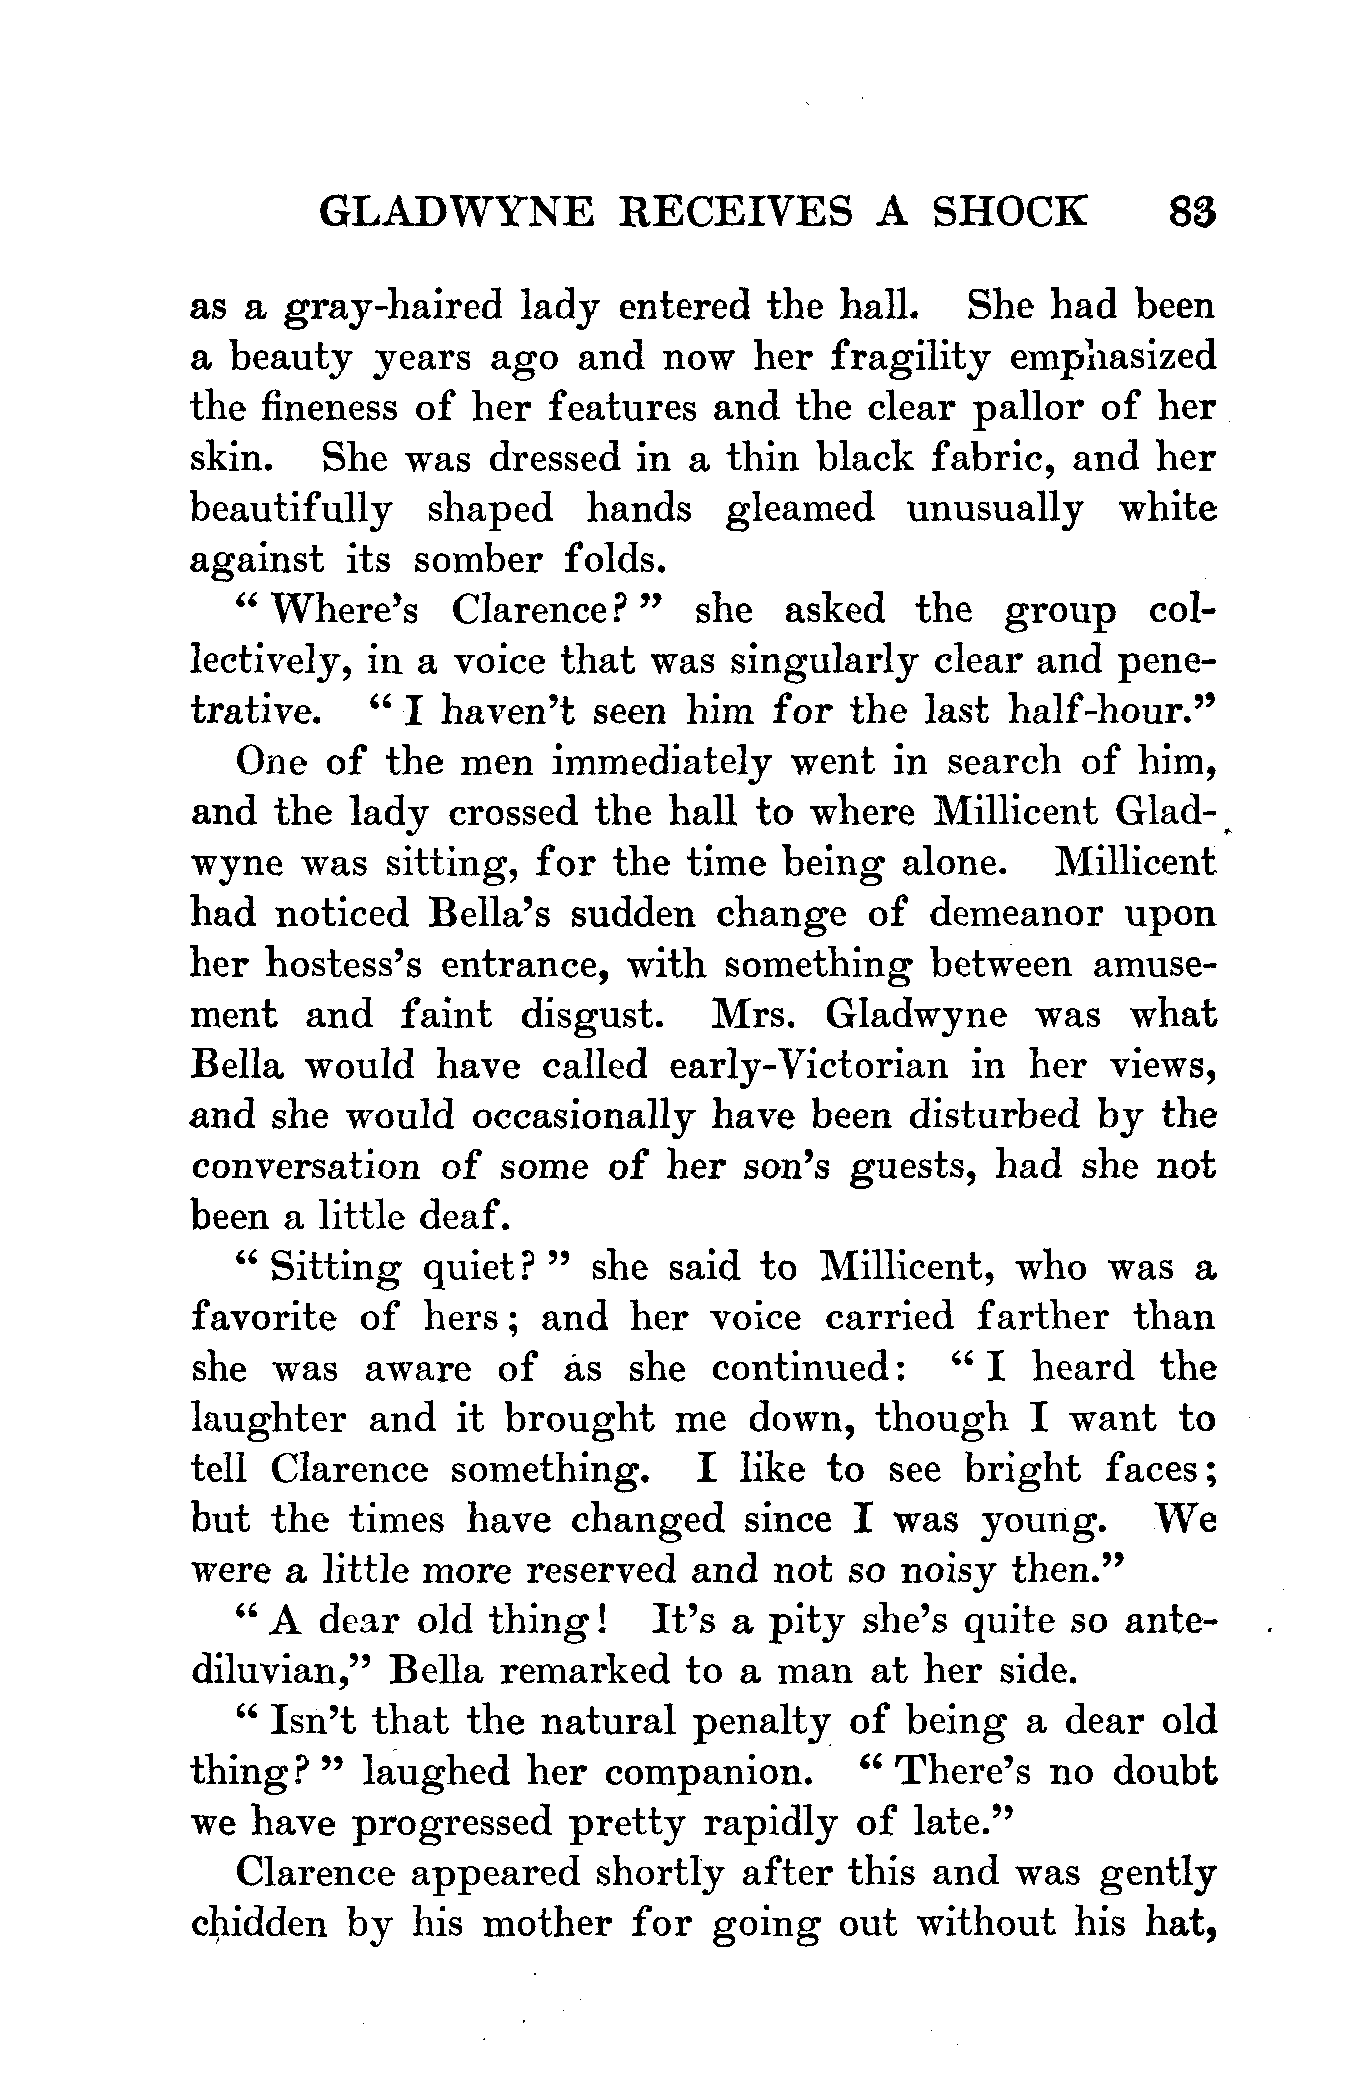 GLADWYNE RECEIVES A SHOCK 83
as a gray-haired lady entered the hall. She had been
a beauty years ago and now her fragility emphasized
the fineness of her features and the clear pallor of her
skin. She was dressed in a thin black fabric, and her
beautifully shaped hands gleamed unusually white
against its somber folds.
“ Where’s Clarence? ” she asked the group col-
lectively, in a voice that was singularly clear and pene-
trative. “ I haven’t seen him for the last half-hour.”
One of the men immediately went in search of him,
and the lady crossed the hall to where Millicent Glad-
wyne was sitting, for the time being alone. Millicent
had noticed Bella’s sudden change of demeanor upon
her hostess’s entrance, with something between amuse-
ment and faint disgust. Mrs. Gladwyne was what
Bella would have called early-Victorian in her views,
and she would occasionally have been disturbed by the
conversation of some of her son’s guests, had she not
been a little deaf.
“ Sitting quiet? ” she said to Millicent, who was a
favorite of hers; and her voice carried farther than
she was aware of as she continued: “ I heard the
laughter and it brought me down, though I want to
tell Clarence something. I like to see bright faces;
but the times have changed since I was young. We
were a little more reserved and not so noisy then.”
“ A dear old thing! It’s a pity she’s quite so ante-
diluvian,” Bella remarked to a man at her side.
“ Isn’t that the natural penalty of being a dear old
thing? ” laughed her companion. “ There’s no doubt
we have progressed pretty rapidly of late.”
Clarence appeared shortly after this and was gently
chidden by his mother for going out without his hat,